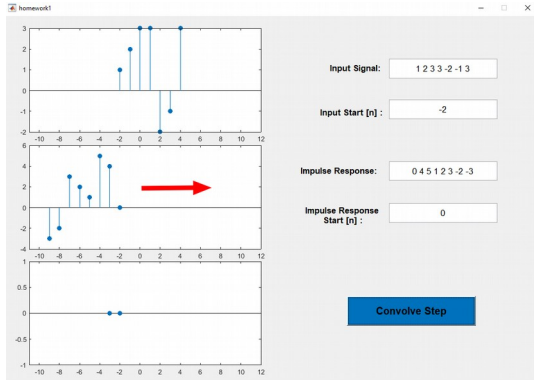 homework1
3
2
1
0
-1
-2
-10 -8 -6 -4 -2 0 2 4 6 8 10 12
Input Signal: 1 2 3 3 -2 -1 3
Input Start [n] : -2
6
4
2
0
-2
-4
-10 -8 -6 -4 -2 0 2 4 6 8 10 12
Impulse Response: 0 4 5 1 2 3 -2 -3
Impulse Response
Start [n] : 0
1
0.5
0
-0.5
-1
-10 -8 -6 -4 -2 0 2 4 6 8 10 12
Convolve Step